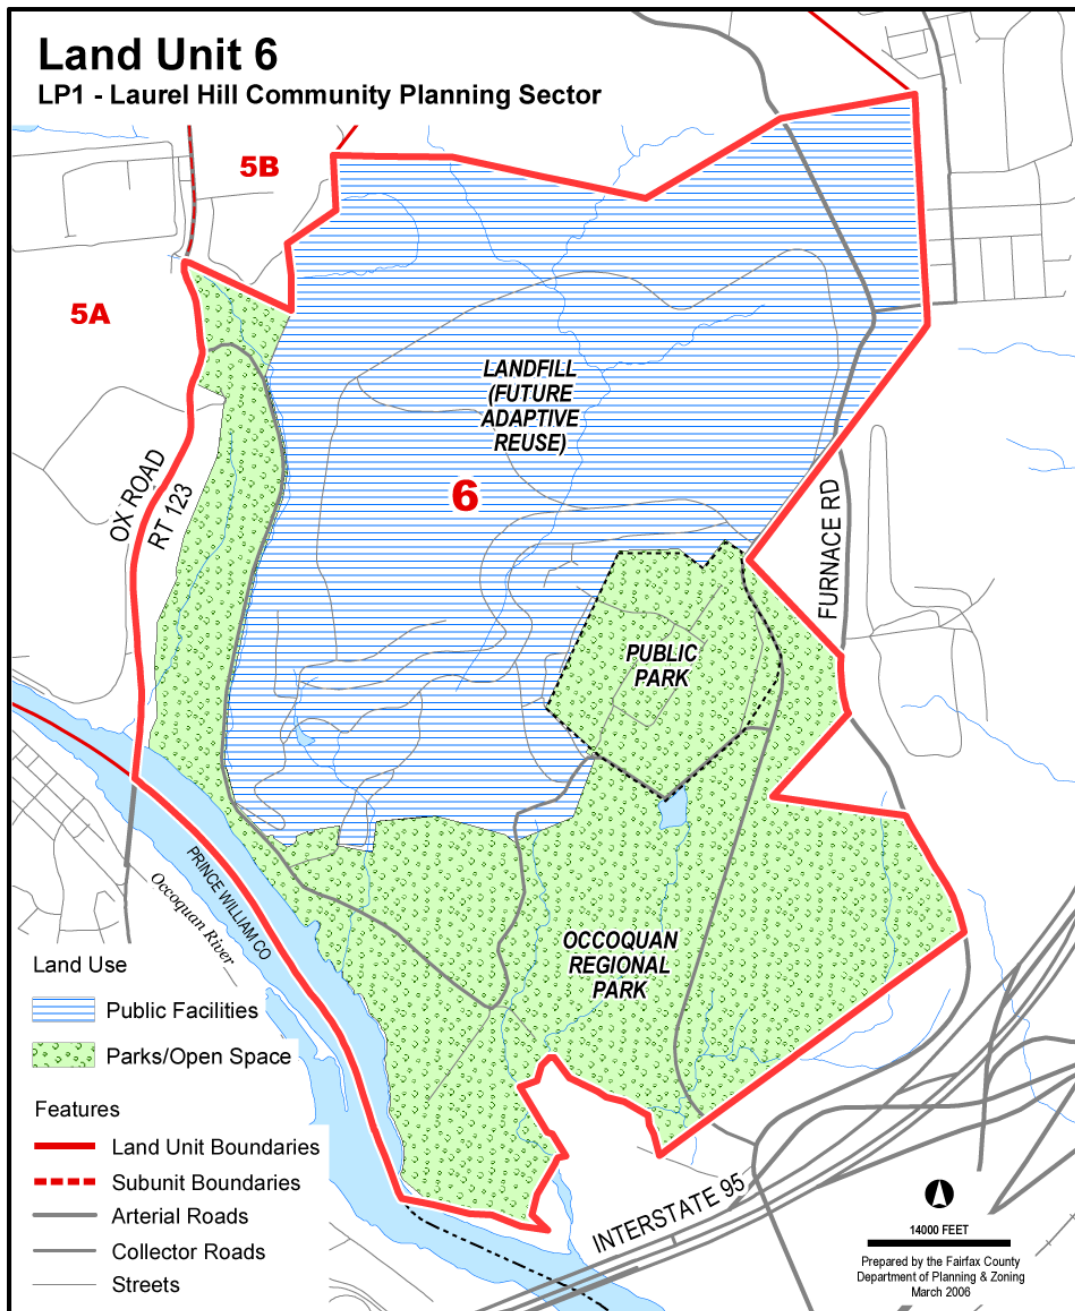 Land Unit 6
LP1 - Laurel Hill Community Planning Sector
5B
5A
LANDFILL
(FUTURE
ADAPTIVE
REUSE)
6
OX ROAD
RT 123
FURNACE RD
PUBLIC
PARK
PRINCE WILLIAM CO
Occoquan River
OCCOQUAN
REGIONAL
PARK
INTERSTATE 95
Land Use
Public Facilities
Parks/Open Space
Features
Land Unit Boundaries
Subunit Boundaries
Arterial Roads
Collector Roads
Streets
14000 FEET
Prepared by the Fairfax County
Department of Planning & Zoning
March 2006